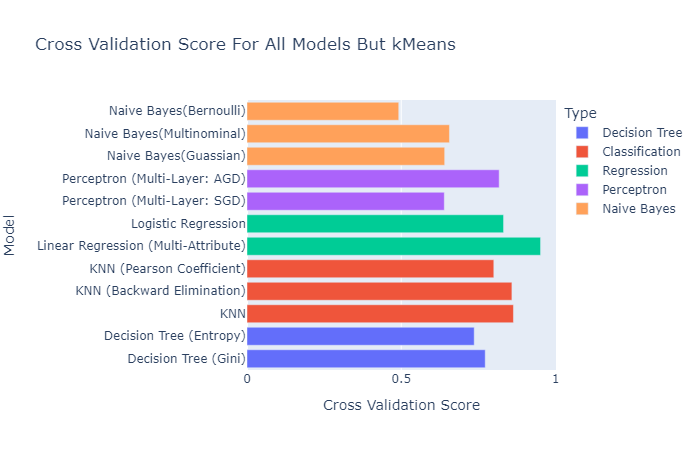 Cross Validation Score For All Models But kMeans
Naive Bayes(Bernoulli)
Naive Bayes(Multinominal)
Naive Bayes(Guassian)
Perceptron (Multi-Layer: AGD)
Perceptron (Multi-Layer: SGD)
Logistic Regression
Linear Regression (Multi-Attribute)
KNN (Pearson Coefficient)
KNN (Backward Elimination)
KNN
Decision Tree (Entropy)
Decision Tree (Gini)
Model
0
0.5
1
Cross Validation Score
Type
Decision Tree
Classification
Regression
Perceptron
Naive Bayes